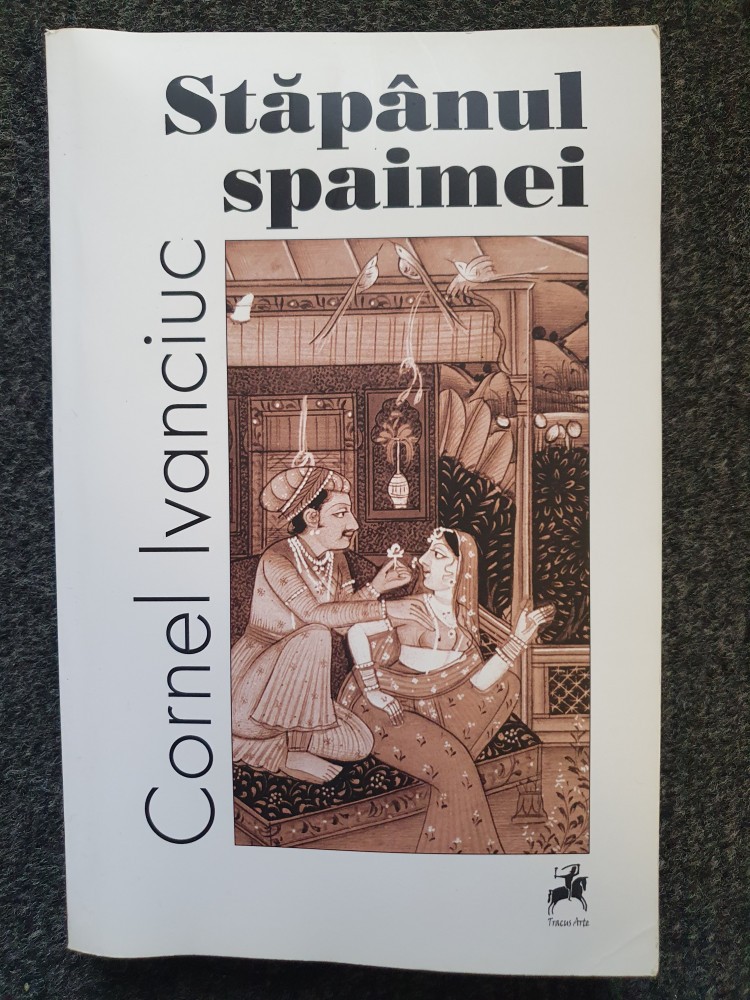 Stăpânul
spaimei
Cornel Ivanciuc
Tracus Arte